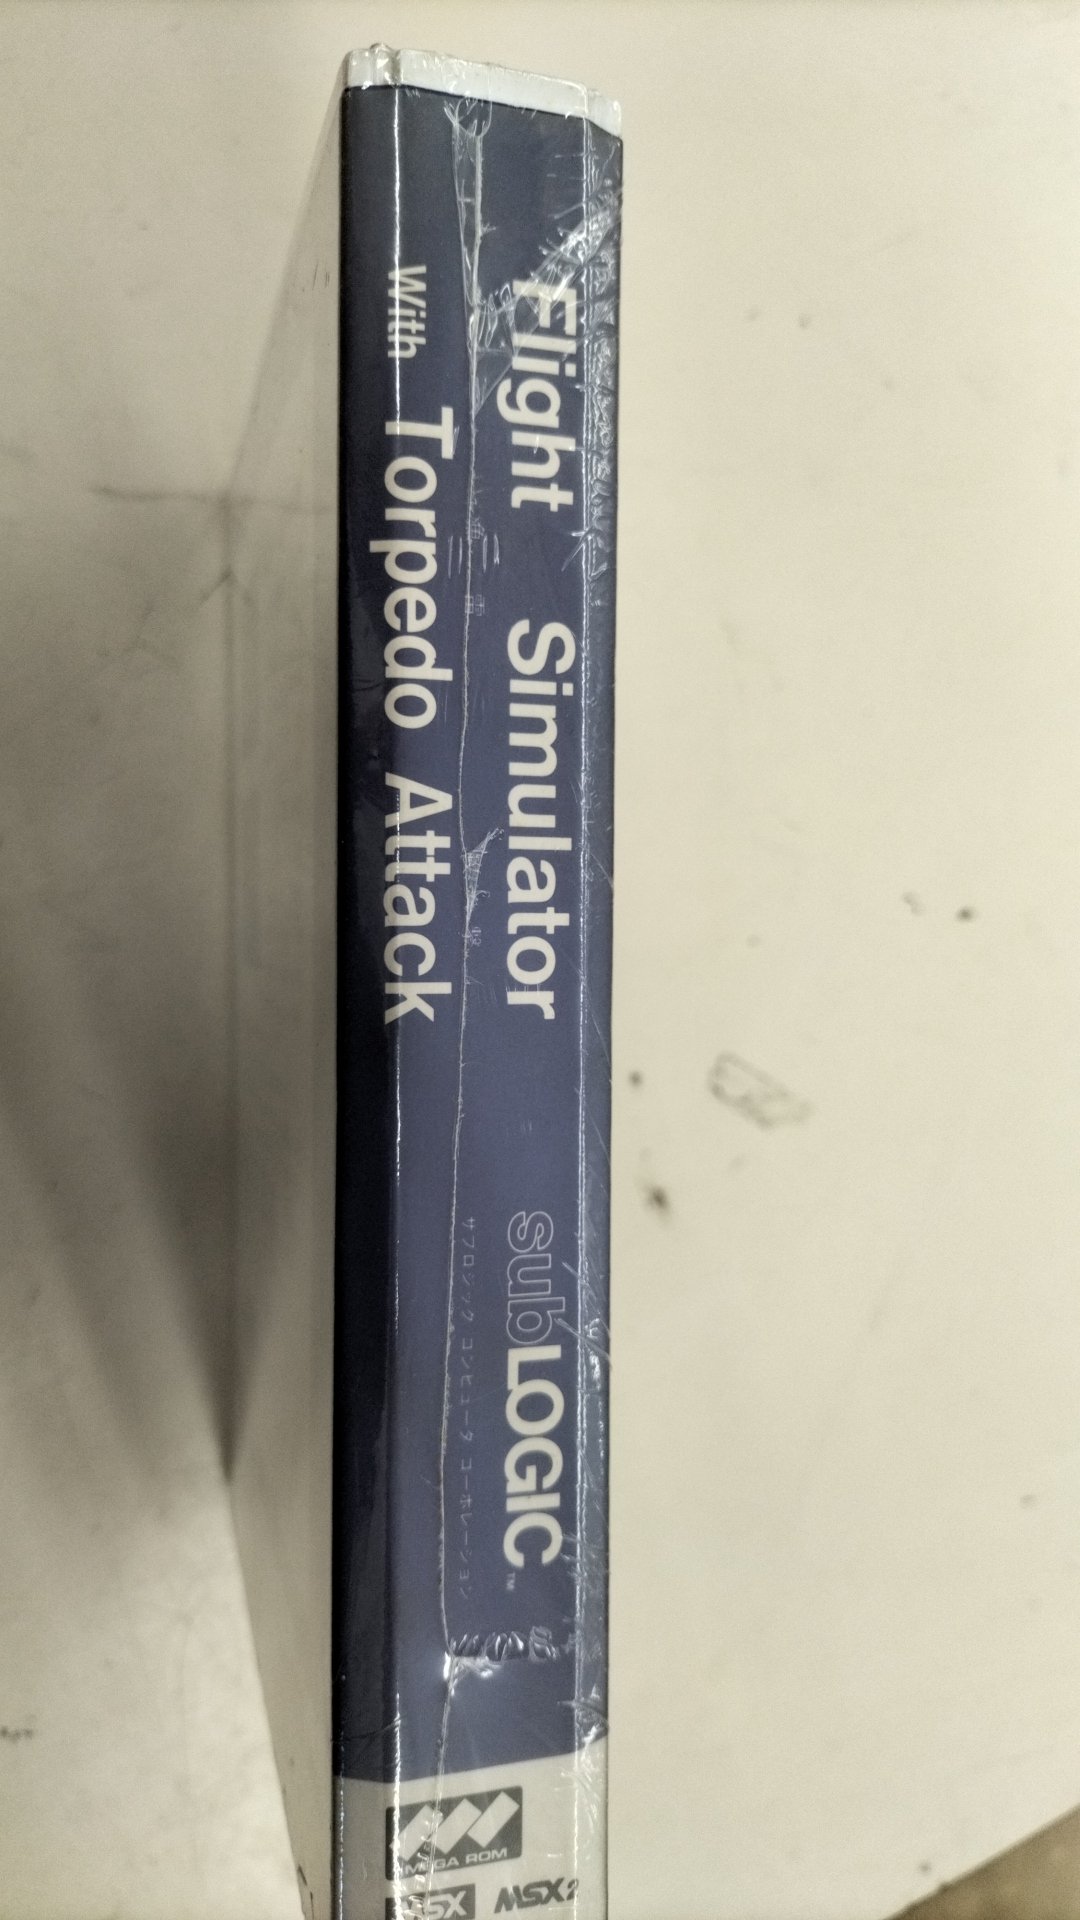 Flight Simulator
With Torpedo Attack
subLOGIC™
サブロジック コンピュータ コーポレーション
MEGA ROM
MSX
MSX2